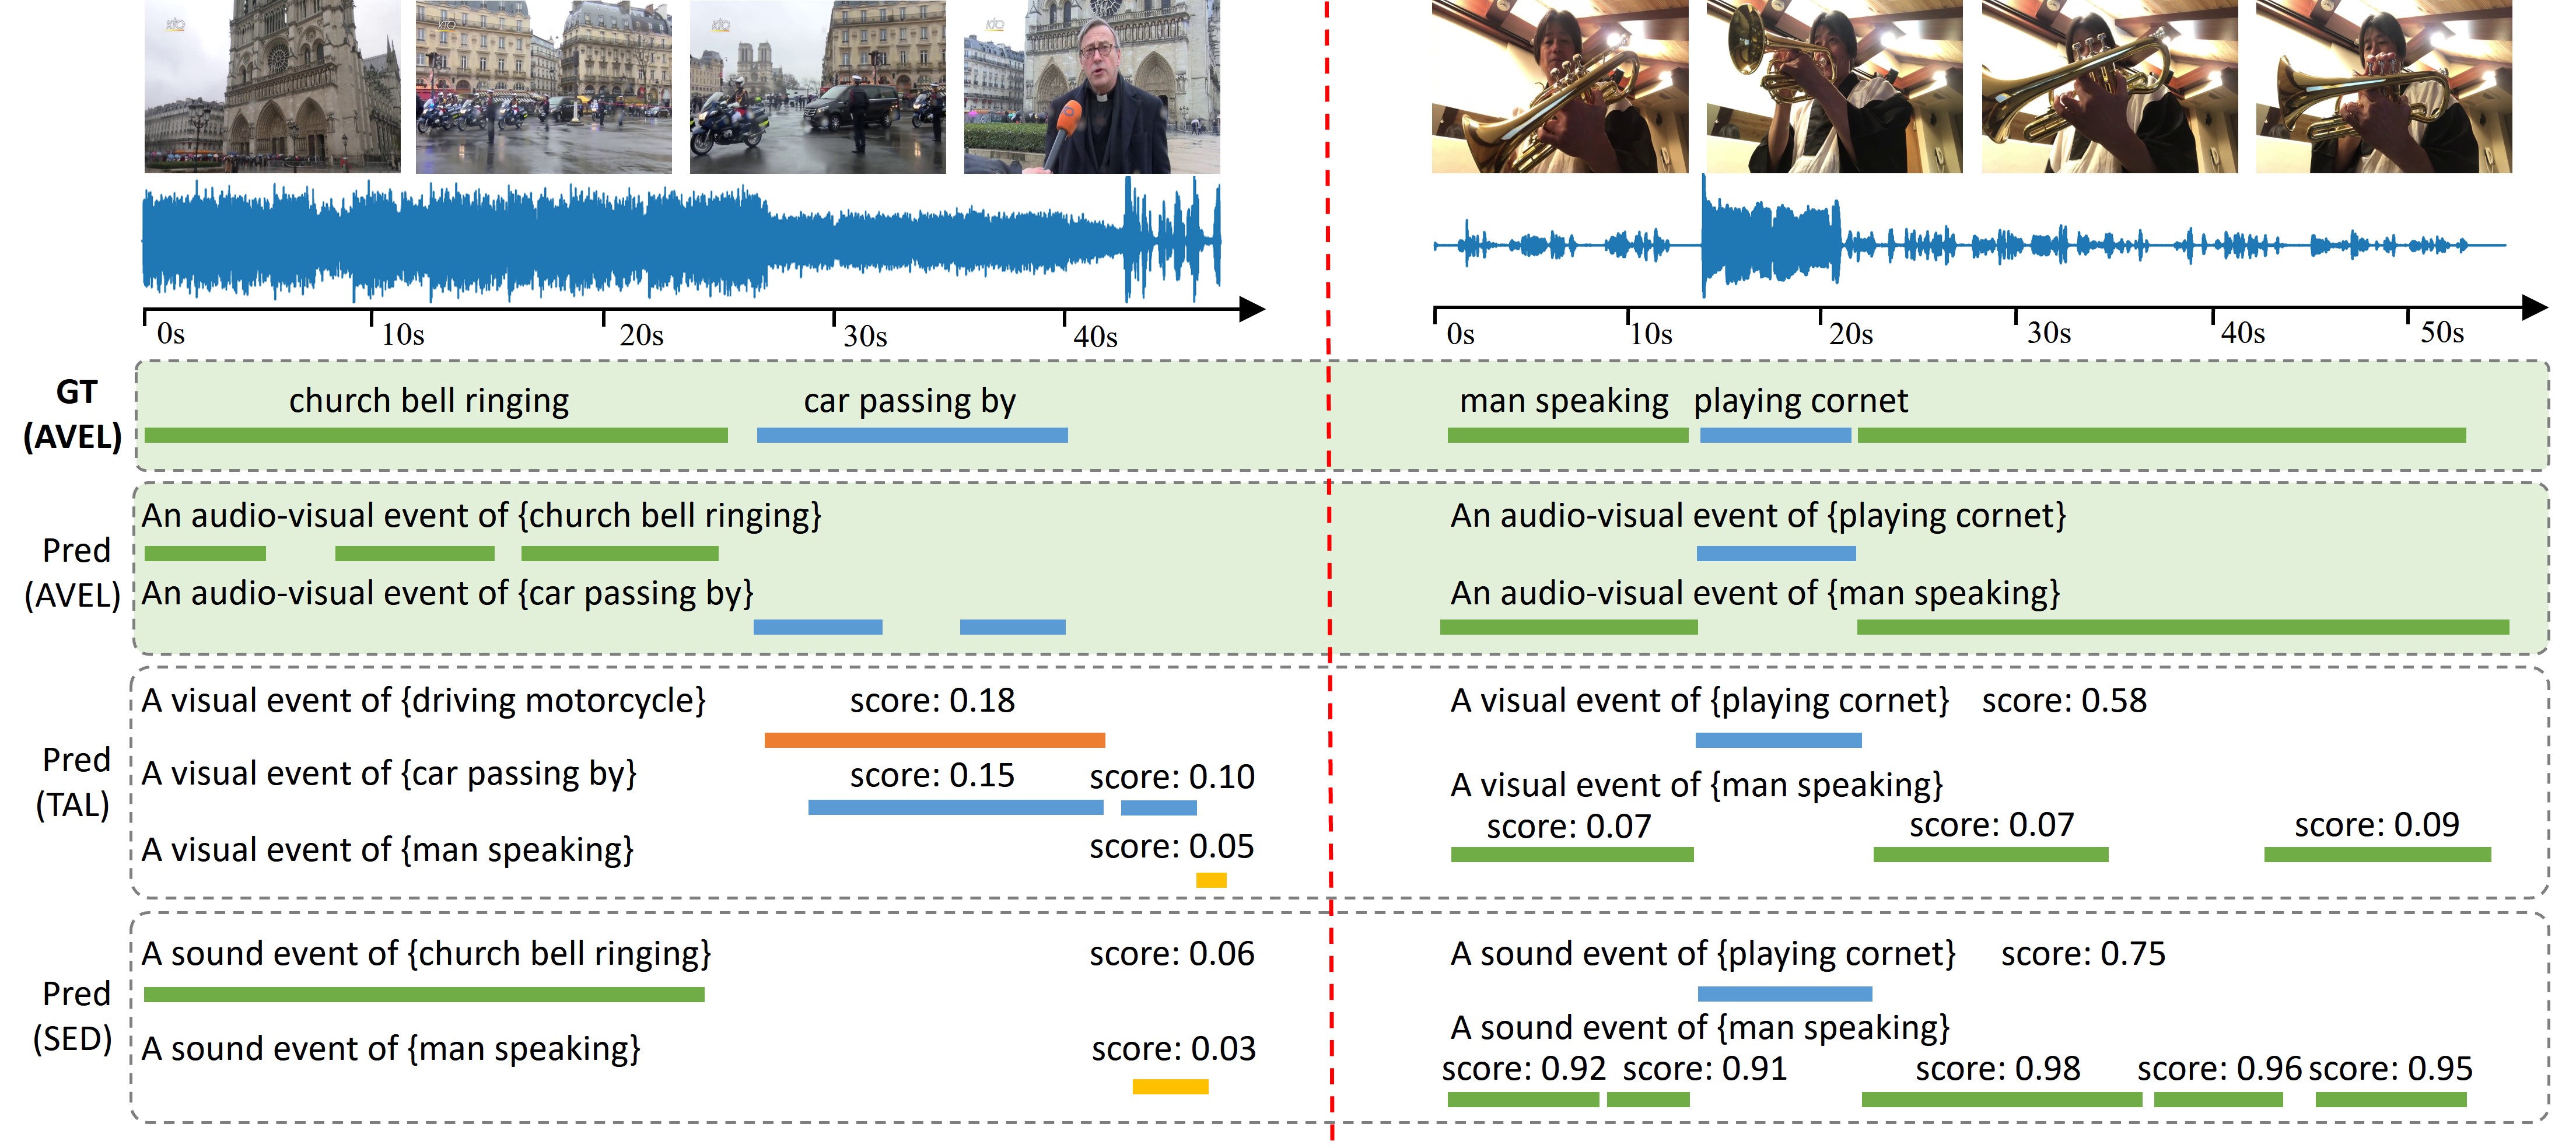 KTO
KTO
KTO
KTO
0s 10s 20s 30s 40s
0s 10s 20s 30s 40s 50s
GT
(AVEL)
church bell ringing car passing by
man speaking playing cornet
Pred
(AVEL)
An audio-visual event of {church bell ringing}
An audio-visual event of {car passing by}
An audio-visual event of {playing cornet}
An audio-visual event of {man speaking}
Pred
(TAL)
A visual event of {driving motorcycle} score: 0.18
A visual event of {car passing by} score: 0.15 score: 0.10
A visual event of {man speaking} score: 0.05
A visual event of {playing cornet} score: 0.58
A visual event of {man speaking}
score: 0.07 score: 0.07 score: 0.09
Pred
(SED)
A sound event of {church bell ringing} score: 0.06
A sound event of {man speaking} score: 0.03
A sound event of {playing cornet} score: 0.75
A sound event of {man speaking}
score: 0.92 score: 0.91 score: 0.98 score: 0.96 score: 0.95